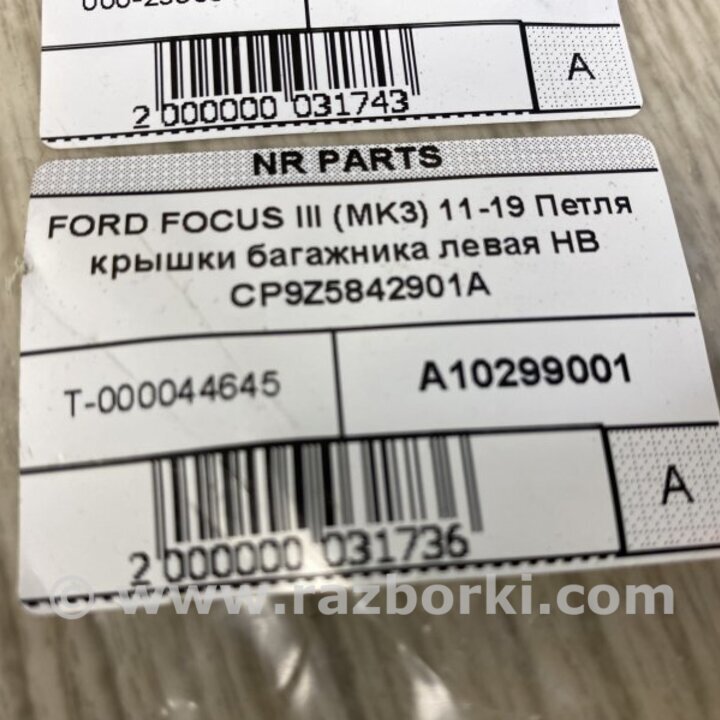 A
2 000000 031743
NR PARTS
FORD FOCUS III (MK3) 11-19 Петля
крышки багажника левая HB
CP9Z5842901A
T-000044645
A10299001
A
2 000000 031736
© www.razborki.com